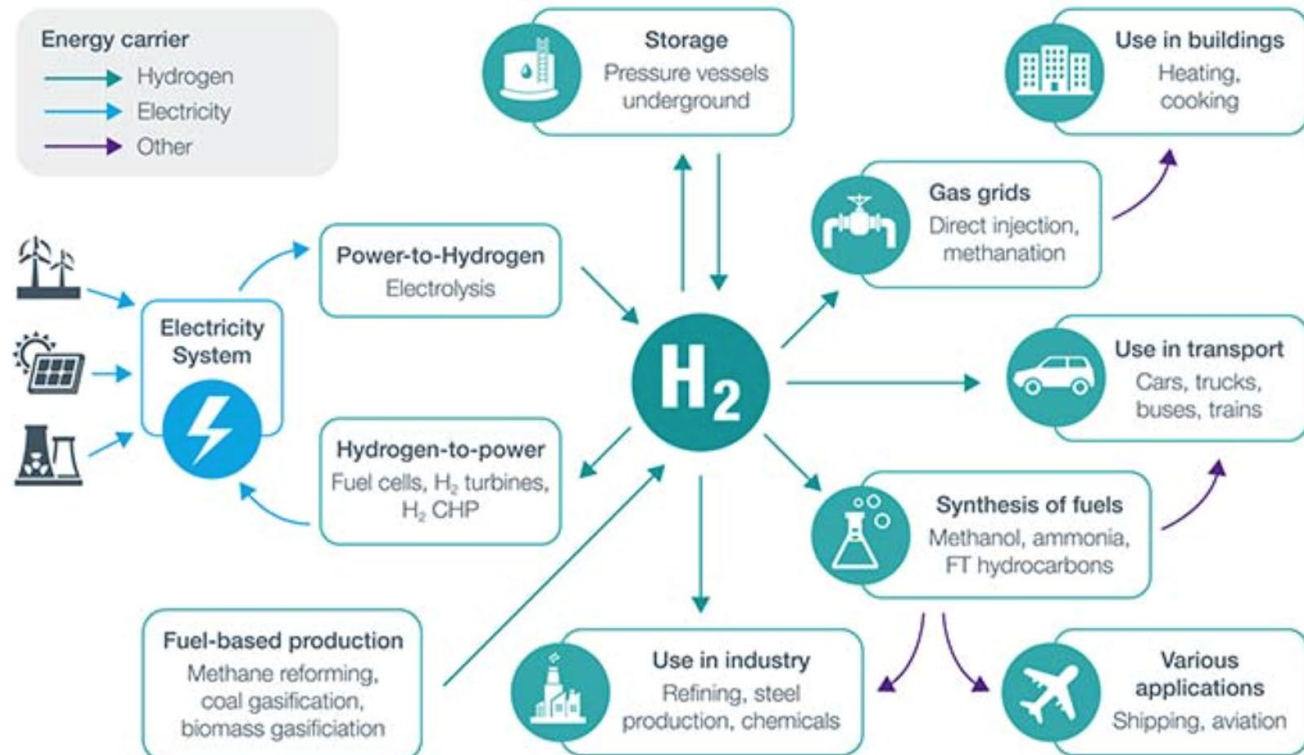 Energy carrier
Hydrogen
Electricity
Other
Storage
Pressure vessels
underground
Use in buildings
Heating,
cooking
Gas grids
Direct injection,
methanation
Power-to-Hydrogen
Electrolysis
Electricity
System
H₂
Use in transport
Cars, trucks,
buses, trains
Hydrogen-to-power
Fuel cells, H₂ turbines,
H₂ CHP
Synthesis of fuels
Methanol, ammonia,
FT hydrocarbons
Fuel-based production
Methane reforming,
coal gasification,
biomass gasificiation
Use in industry
Refining, steel
production, chemicals
Various
applications
Shipping, aviation